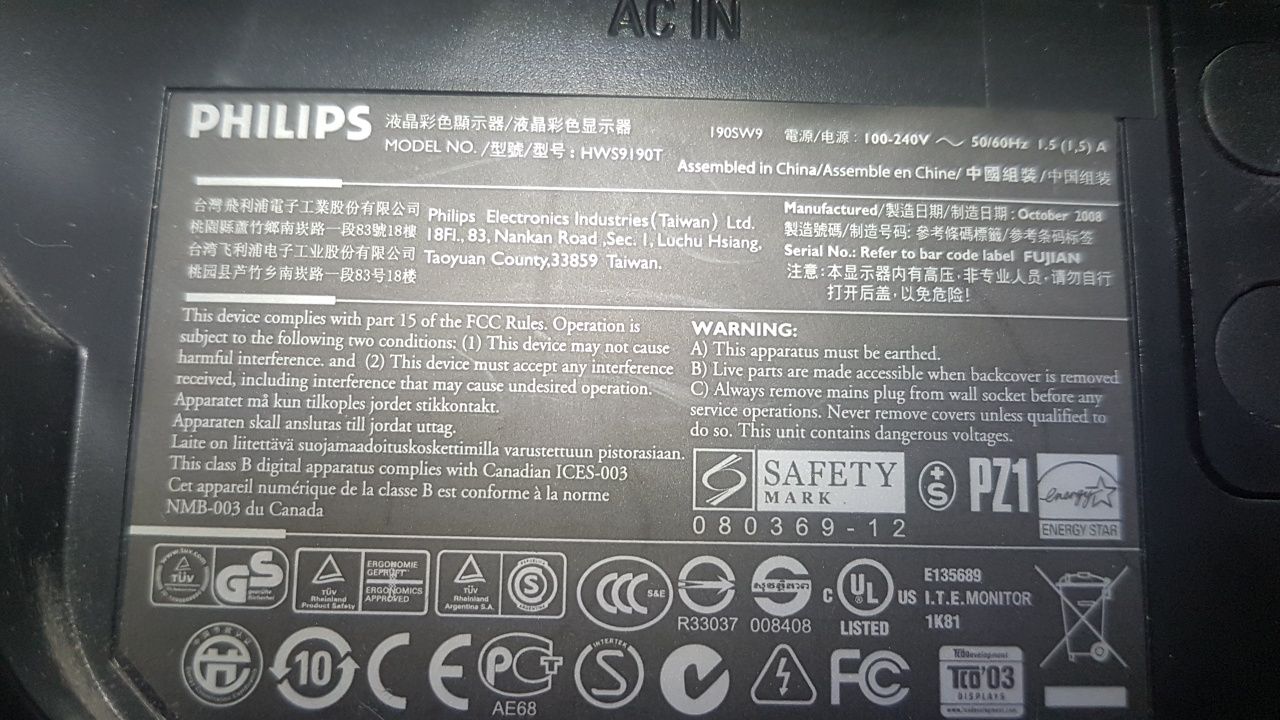 AC IN
PHILIPS
液晶彩色顯示器/液晶彩色显示器
MODEL NO. /型號/型号: HWS9190T
190SW9 電源/电源: 100-240V ~ 50/60Hz 1.5 (1,5) A
Assembled in China/Assemble en Chine/ 中國組裝/中国组装
台灣飛利浦電子工業股份有限公司
桃園縣蘆竹鄉南崁路一段83號18樓
台湾飞利浦电子工业股份有限公司
桃园县芦竹乡南崁路一段83号18楼
Philips Electronics Industries (Taiwan) Ltd.
18Fl., 83, Nankan Road ,Sec. 1, Luchu Hsiang,
Taoyuan County,33859 Taiwan.
Manufactured/製造日期/制造日期: October 2008
製造號碼/制造号码: 參考條碼標籤/参考条码标签
Serial No.: Refer to bar code label FUJIAN
注意: 本显示器内有高压, 非专业人员, 请勿自行
打开后盖, 以免危险!
This device complies with part 15 of the FCC Rules. Operation is
subject to the following two conditions: (1) This device may not cause
harmful interference. and (2) This device must accept any interference
received, including interference that may cause undesired operation.
Apparatet må kun tilkoples jordet stikkontakt.
Apparaten skall anslutas till jordat uttag.
Laite on liitettävä suojamaadoituskoskettimilla varustettuun pistorasiaan.
This class B digital apparatus complies with Canadian ICES-003
Cet appareil numérique de la classe B est conforme à la norme
NMB-003 du Canada
WARNING:
A) This apparatus must be earthed.
B) Live parts are made accessible when backcover is removed
C) Always remove mains plug from wall socket before any
service operations. Never remove covers unless qualified to
do so. This unit contains dangerous voltages.
SAFETY
MARK
080369-12
S
PZ1
energy
ENERGY STAR
www.tuv.com
TÜV
GS
geprüfte
Sicherheit
TÜV
Rheinland
Product Safety
ERGONOMIE
GEPRÜFT
ERGONOMICS
APPROVED
TÜV
Rheinland
Argentina S.A.
S
CCC
S&E
R33037
008408
C UL US
LISTED
E135689
I.T.E.MONITOR
1K81
10
CE
PCT
AE68
INTERTEK
S
FC
TCO Development
TCO'03
DISPLAYS